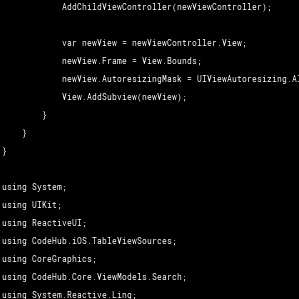 AddChildViewController(newViewController);
var newView = newViewController.View;
newView.Frame = View.Bounds;
newView.AutoresizingMask = UIViewAutoresizing.Al
View.AddSubview(newView);
}
}
}
using System;
using UIKit;
using ReactiveUI;
using CodeHub.iOS.TableViewSources;
using CoreGraphics;
using CodeHub.Core.ViewModels.Search;
using System.Reactive.Linq;